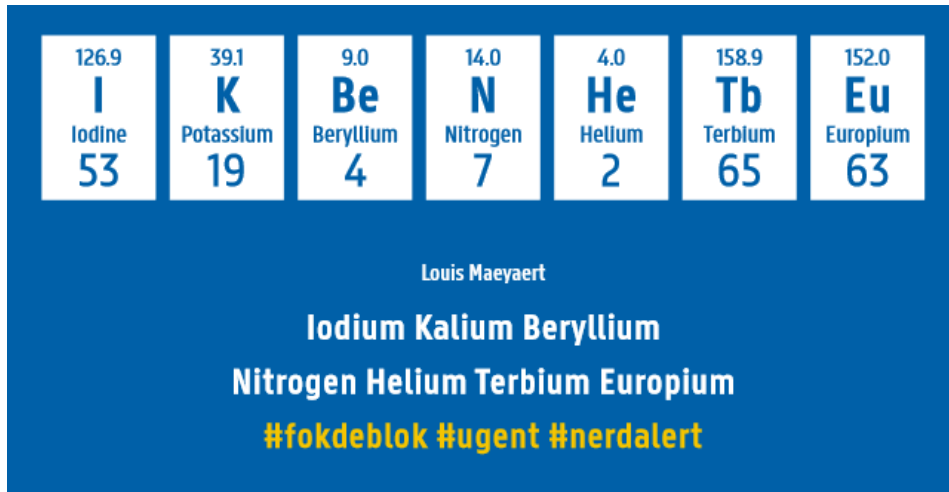 126.9 39.1 9.0 14.0 4.0 158.9 152.0
I K Be N He Tb Eu
Iodine Potassium Beryllium Nitrogen Helium Terbium Europium
53 19 4 7 2 65 63
Louis Maeyaert
Iodium Kalium Beryllium
Nitrogen Helium Terbium Europium
#fokdeblok #ugent #nerdalert